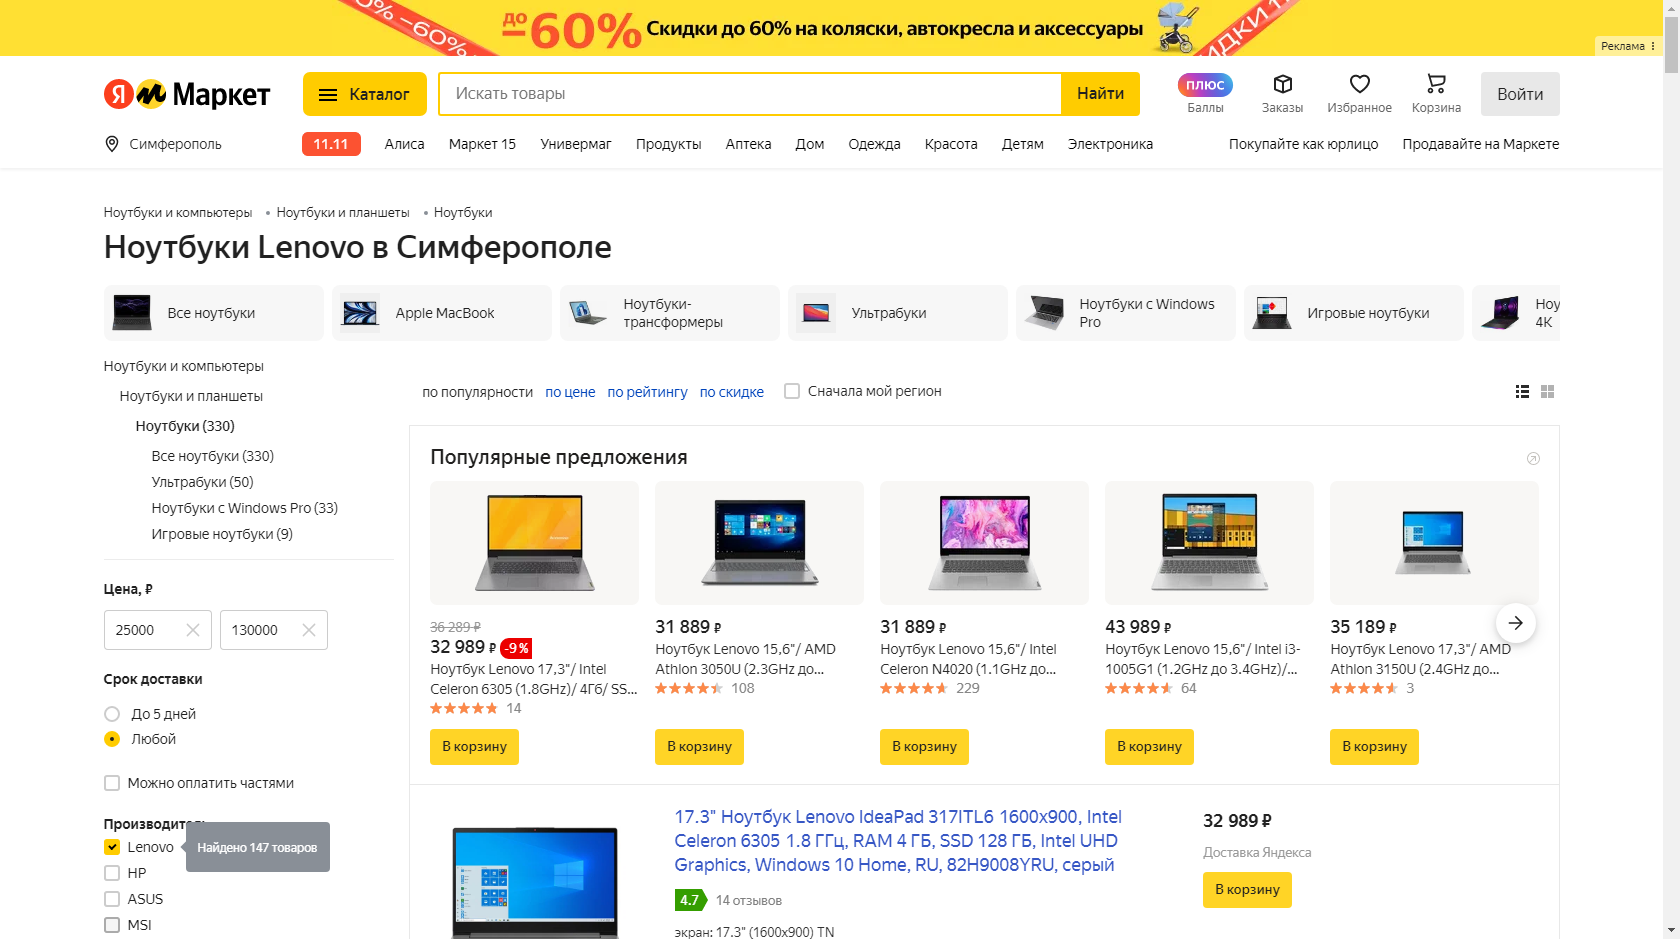 0% −60%
до −60% Скидки до 60% на коляски, автокресла и аксессуары
Реклама
Я М Маркет
Каталог
Искать товары
Найти
плюс
Баллы
Заказы
Избранное
Корзина
Войти
Симферополь
11.11
Алиса
Маркет 15
Универмаг
Продукты
Аптека
Дом
Одежда
Красота
Детям
Электроника
Покупайте как юрлицо
Продавайте на Маркете
Ноутбуки и компьютеры • Ноутбуки и планшеты • Ноутбуки
Ноутбуки Lenovo в Симферополе
Все ноутбуки
Apple MacBook
Ноутбуки-
трансформеры
Ультрабуки
Ноутбуки с Windows
Pro
Игровые ноутбуки
Ноу
4К
Ноутбуки и компьютеры
Ноутбуки и планшеты
Ноутбуки (330)
Все ноутбуки (330)
Ультрабуки (50)
Ноутбуки с Windows Pro (33)
Игровые ноутбуки (9)
Цена, ₽
25000
130000
Срок доставки
До 5 дней
Любой
Можно оплатить частями
Производитель
Lenovo
Найдено 147 товаров
HP
ASUS
MSI
по популярности по цене по рейтингу по скидке
Сначала мой регион
Популярные предложения
36 289 ₽
32 989 ₽ -9%
Ноутбук Lenovo 17,3"/ Intel
Celeron 6305 (1.8GHz)/ 4Гб/ SS...
14
В корзину
31 889 ₽
Ноутбук Lenovo 15,6"/ AMD
Athlon 3050U (2.3GHz до...
108
В корзину
31 889 ₽
Ноутбук Lenovo 15,6"/ Intel
Celeron N4020 (1.1GHz до...
229
В корзину
43 989 ₽
Ноутбук Lenovo 15,6"/ Intel i3-
1005G1 (1.2GHz до 3.4GHz)/...
64
В корзину
35 189 ₽
Ноутбук Lenovo 17,3"/ AMD
Athlon 3150U (2.4GHz до...
3
В корзину
17.3" Ноутбук Lenovo IdeaPad 317ITL6 1600x900, Intel
Celeron 6305 1.8 ГГц, RAM 4 ГБ, SSD 128 ГБ, Intel UHD
Graphics, Windows 10 Home, RU, 82H9008YRU, серый
4.7 14 отзывов
экран: 17.3" (1600x900) TN
32 989 ₽
Доставка Яндекса
В корзину